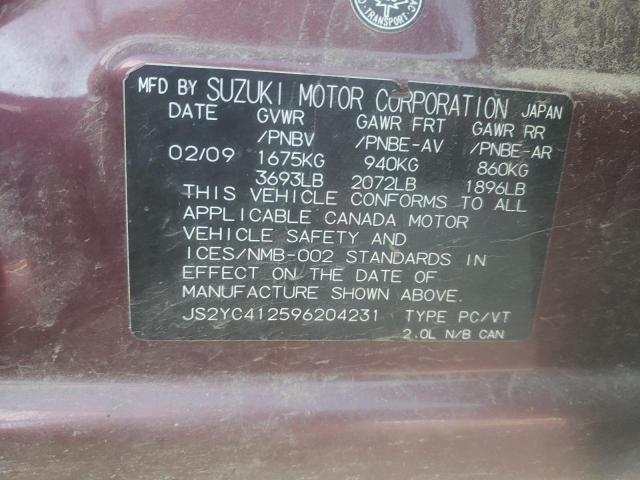 TRANSPORT
MFD BY SUZUKI MOTOR CORPORATION JAPAN
DATE GVWR GAWR FRT GAWR RR
/PNBV /PNBE-AV /PNBE-AR
02/09 1675KG 940KG 860KG
3693LB 2072LB 1896LB
THIS VEHICLE CONFORMS TO ALL
APPLICABLE CANADA MOTOR
VEHICLE SAFETY AND
ICES/NMB-002 STANDARDS IN
EFFECT ON THE DATE OF
MANUFACTURE SHOWN ABOVE.
JS2YC412596204231 TYPE PC/VT
2.0L N/B CAN